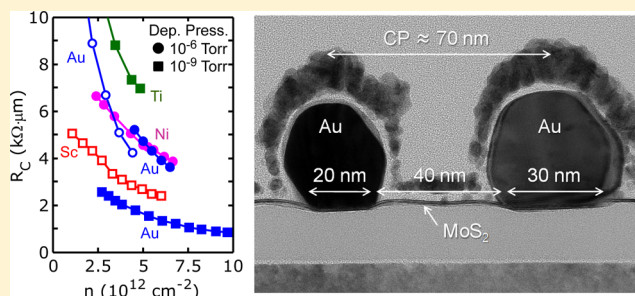 Dep. Press.
10⁻⁶ Torr
10⁻⁹ Torr
Au
Ti
Ni
Sc
Au
Au
10
8
6
4
2
0
0
2.5
5
7.5
10
R_C (kΩ·μm)
n (10¹² cm⁻²)
CP ≈ 70 nm
Au
Au
20 nm
40 nm
30 nm
MoS₂